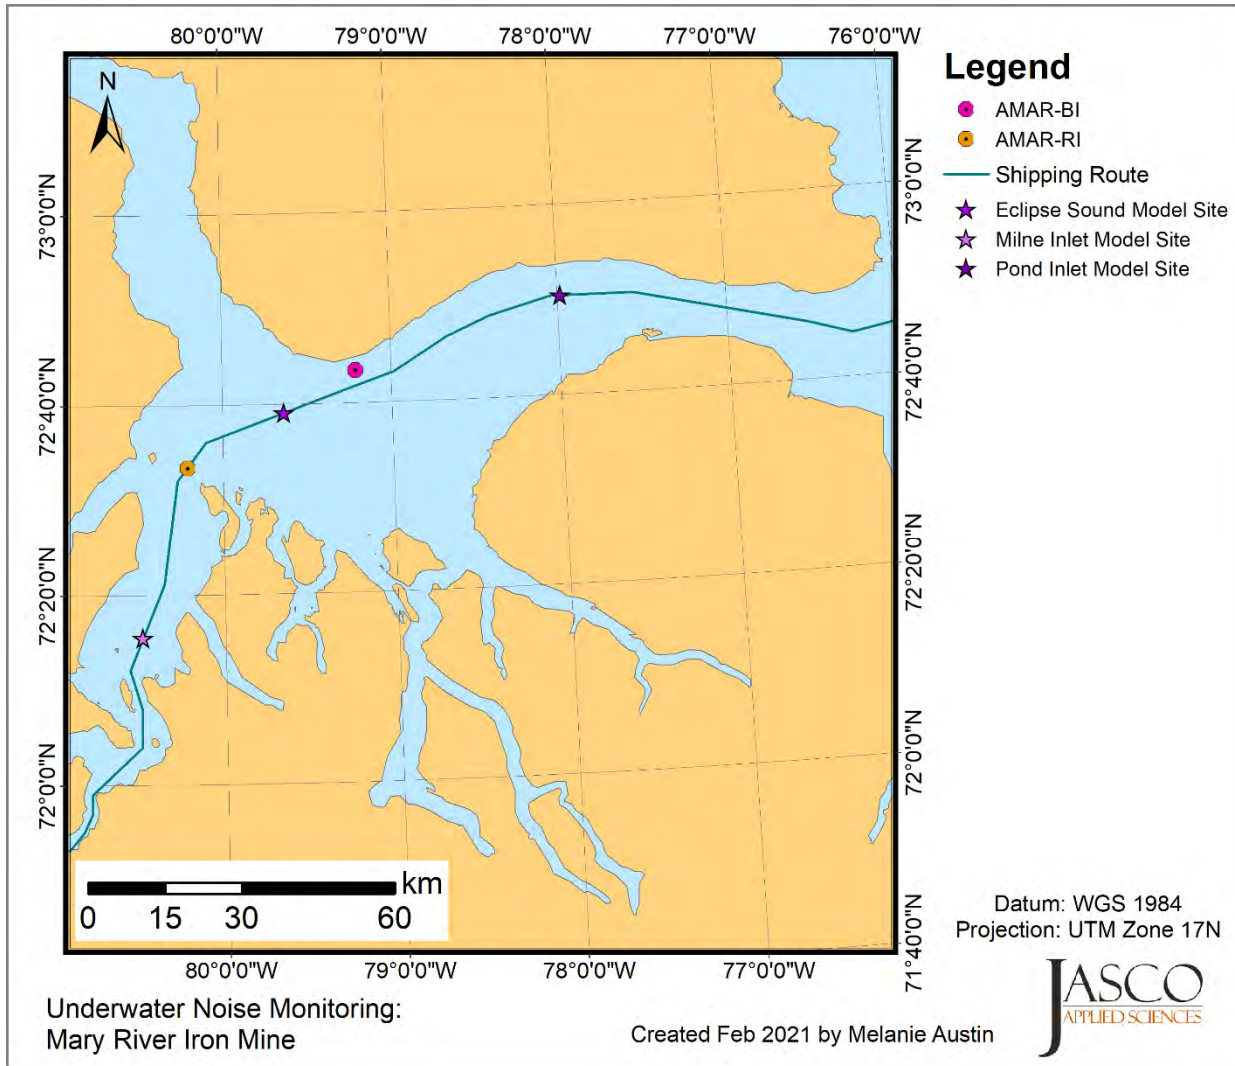 80°0'0"W 79°0'0"W 78°0'0"W 77°0'0"W 76°0'0"W
N
73°0'0"N
72°40'0"N
72°20'0"N
72°0'0"N
73°0'0"N
72°40'0"N
72°20'0"N
72°0'0"N
71°40'0"N
Legend
AMAR-BI
AMAR-RI
Shipping Route
Eclipse Sound Model Site
Milne Inlet Model Site
Pond Inlet Model Site
km
0 15 30 60
80°0'0"W 79°0'0"W 78°0'0"W 77°0'0"W
Datum: WGS 1984
Projection: UTM Zone 17N
Underwater Noise Monitoring:
Mary River Iron Mine
Created Feb 2021 by Melanie Austin
JASCO
APPLIED SCIENCES